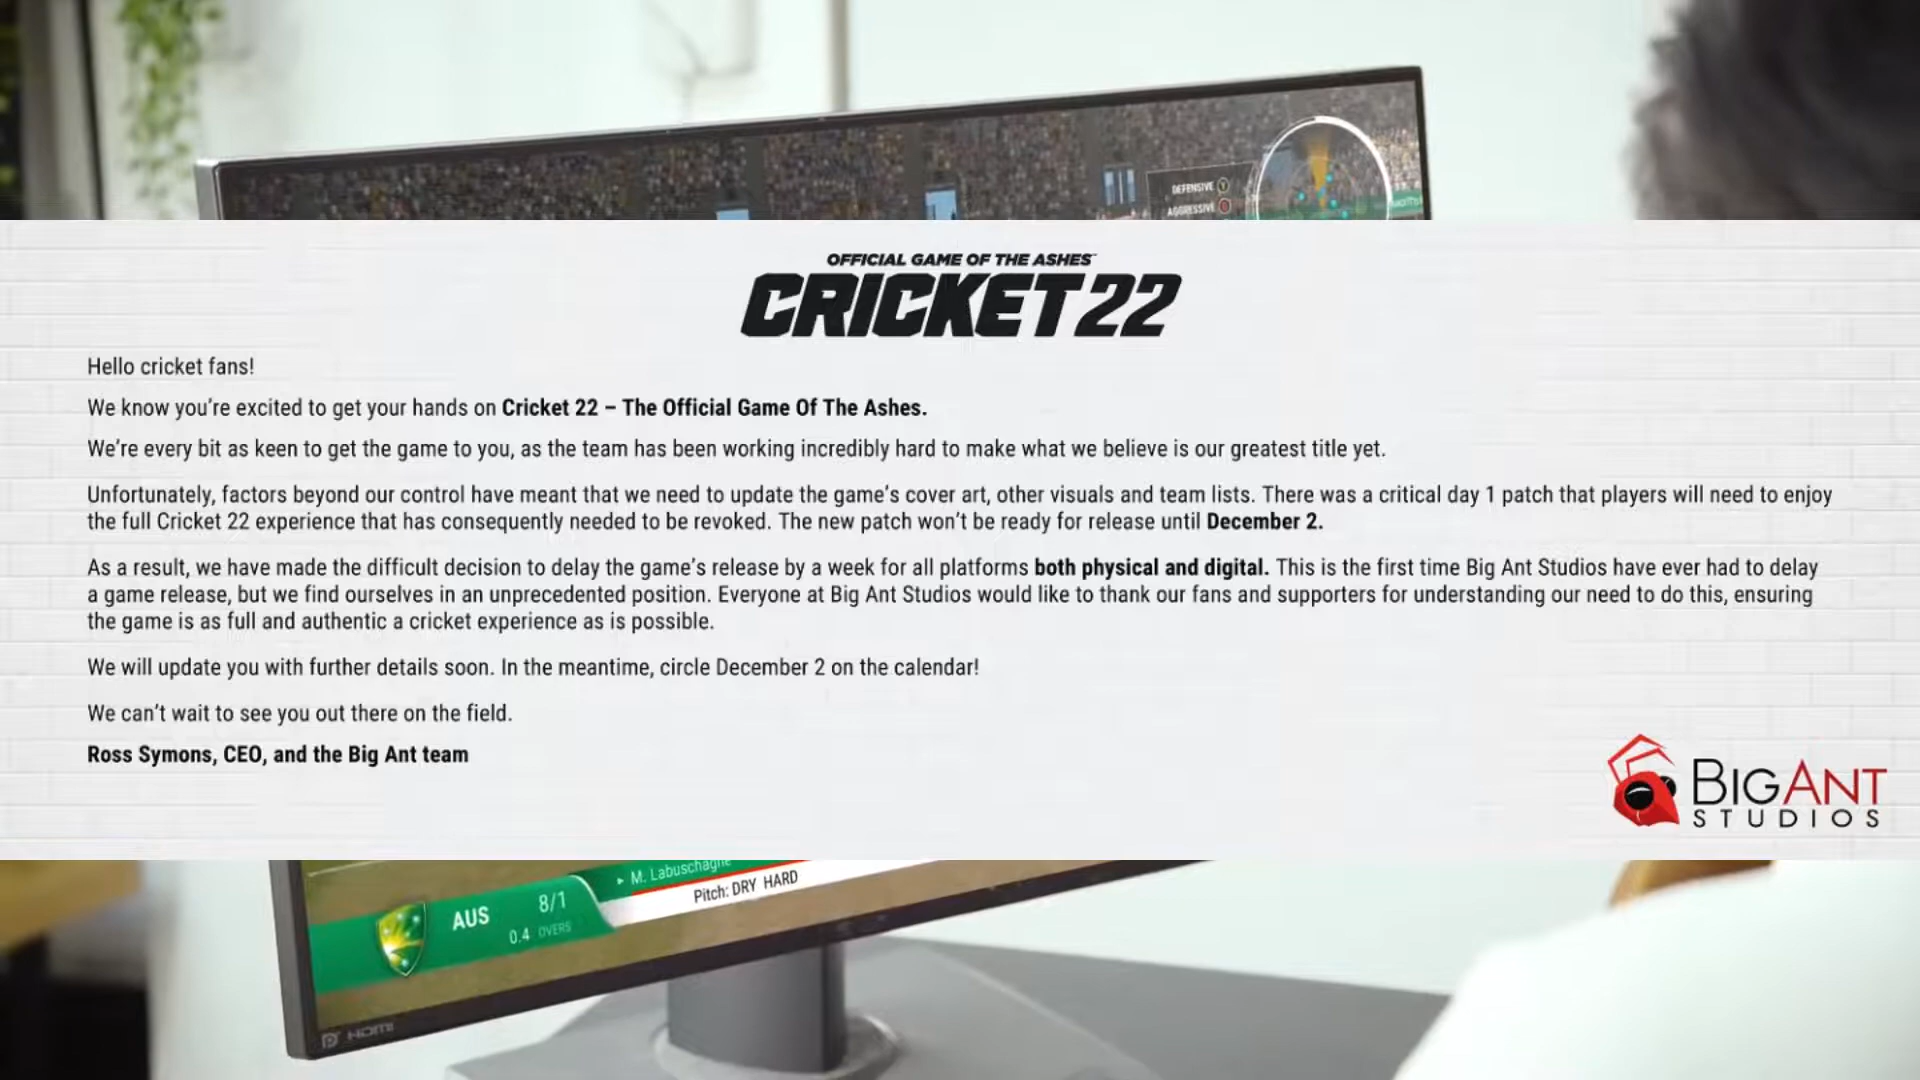 DEFENSIVE Y
AGGRESSIVE B
OFFICIAL GAME OF THE ASHES™
CRICKET 22
Hello cricket fans!
We know you're excited to get your hands on Cricket 22 – The Official Game Of The Ashes.
We're every bit as keen to get the game to you, as the team has been working incredibly hard to make what we believe is our greatest title yet.
Unfortunately, factors beyond our control have meant that we need to update the game's cover art, other visuals and team lists. There was a critical day 1 patch that players will need to enjoy
the full Cricket 22 experience that has consequently needed to be revoked. The new patch won't be ready for release until December 2.
As a result, we have made the difficult decision to delay the game's release by a week for all platforms both physical and digital. This is the first time Big Ant Studios have ever had to delay
a game release, but we find ourselves in an unprecedented position. Everyone at Big Ant Studios would like to thank our fans and supporters for understanding our need to do this, ensuring
the game is as full and authentic a cricket experience as is possible.
We will update you with further details soon. In the meantime, circle December 2 on the calendar!
We can't wait to see you out there on the field.
Ross Symons, CEO, and the Big Ant team
BIGANT
STUDIOS
M. Labuschagne
Pitch: DRY HARD
AUS 8/1
0.4 OVERS
HDMI